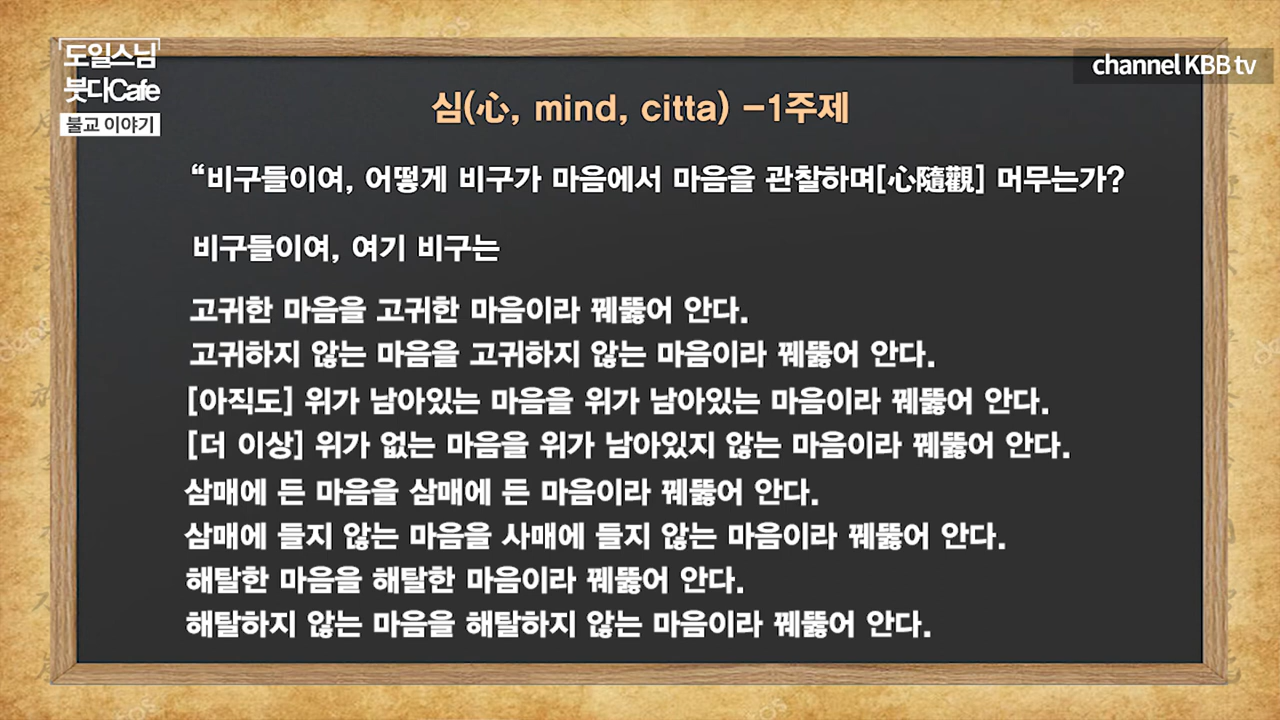 도일스님
붓다Cafe
불교 이야기
channel KBB tv
심(心, mind, citta) -1주제
“비구들이여, 어떻게 비구가 마음에서 마음을 관찰하며[心隨觀] 머무는가?
비구들이여, 여기 비구는
고귀한 마음을 고귀한 마음이라 꿰뚫어 안다.
고귀하지 않는 마음을 고귀하지 않는 마음이라 꿰뚫어 안다.
[아직도] 위가 남아있는 마음을 위가 남아있는 마음이라 꿰뚫어 안다.
[더 이상] 위가 없는 마음을 위가 남아있지 않는 마음이라 꿰뚫어 안다.
삼매에 든 마음을 삼매에 든 마음이라 꿰뚫어 안다.
삼매에 들지 않는 마음을 사매에 들지 않는 마음이라 꿰뚫어 안다.
해탈한 마음을 해탈한 마음이라 꿰뚫어 안다.
해탈하지 않는 마음을 해탈하지 않는 마음이라 꿰뚫어 안다.